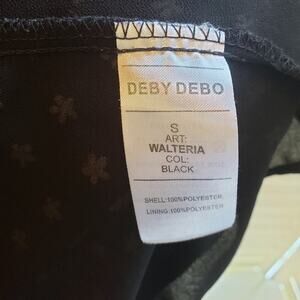 DEBY DEBO
S
ART:
WALTERIA
COL:
BLACK
SHELL:100%POLYESTER
LINING:100%POLYESTER